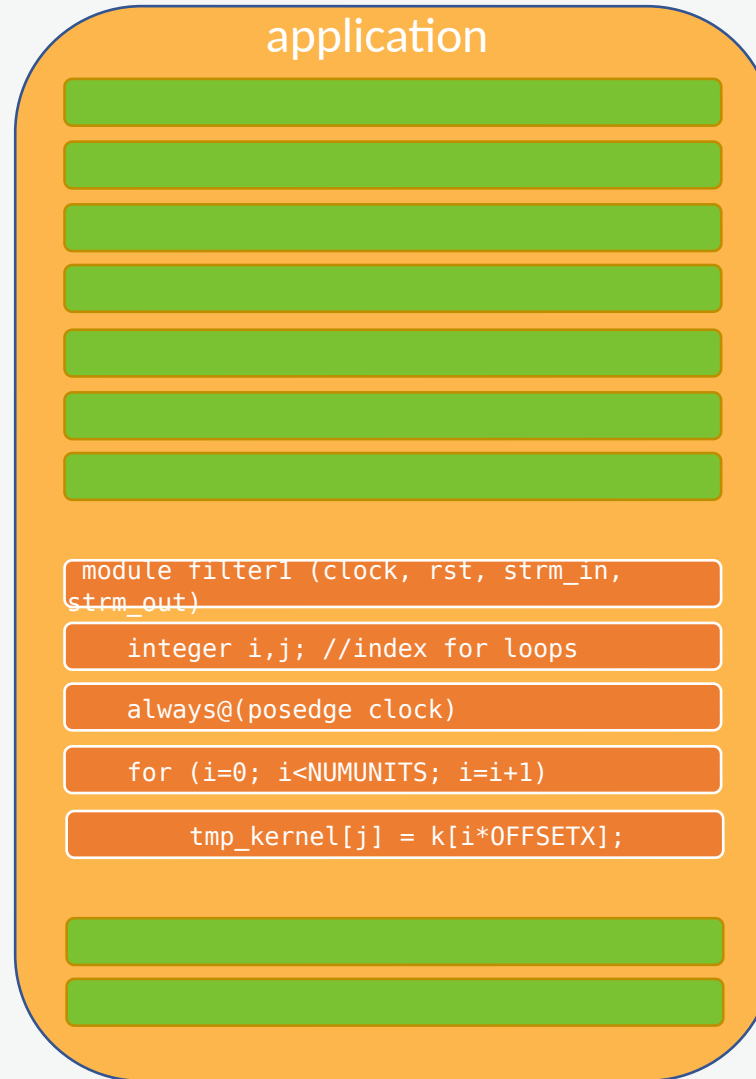 application
module filter1 (clock, rst, strm_in,
strm_out)
integer i,j; //index for loops
always@(posedge clock)
for (i=0; i<NUMUNITS; i=i+1)
tmp_kernel[j] = k[i*OFFSETX];